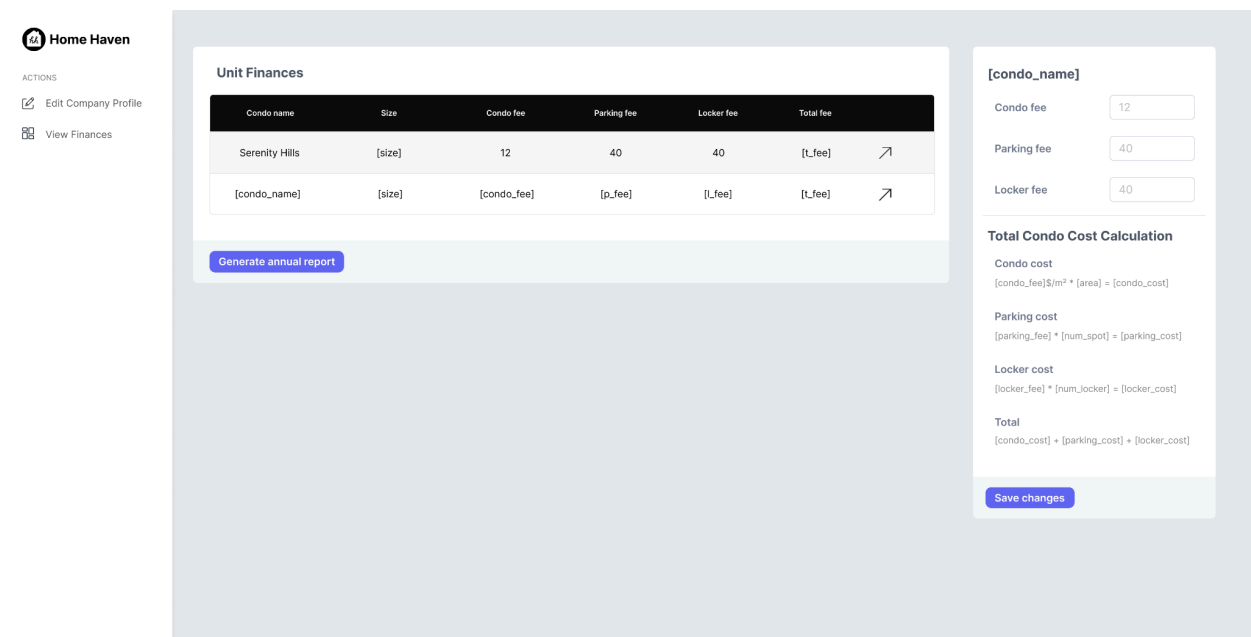 Home Haven
ACTIONS
Edit Company Profile
View Finances
Unit Finances
Condo name Size Condo fee Parking fee Locker fee Total fee
Serenity Hills [size] 12 40 40 [t_fee]
[condo_name] [size] [condo_fee] [p_fee] [l_fee] [t_fee]
Generate annual report
[condo_name]
Condo fee 12
Parking fee 40
Locker fee 40
Total Condo Cost Calculation
Condo cost
[condo_fee]$/m² * [area] = [condo_cost]
Parking cost
[parking_fee] * [num_spot] = [parking_cost]
Locker cost
[locker_fee] * [num_locker] = [locker_cost]
Total
[condo_cost] + [parking_cost] + [locker_cost]
Save changes